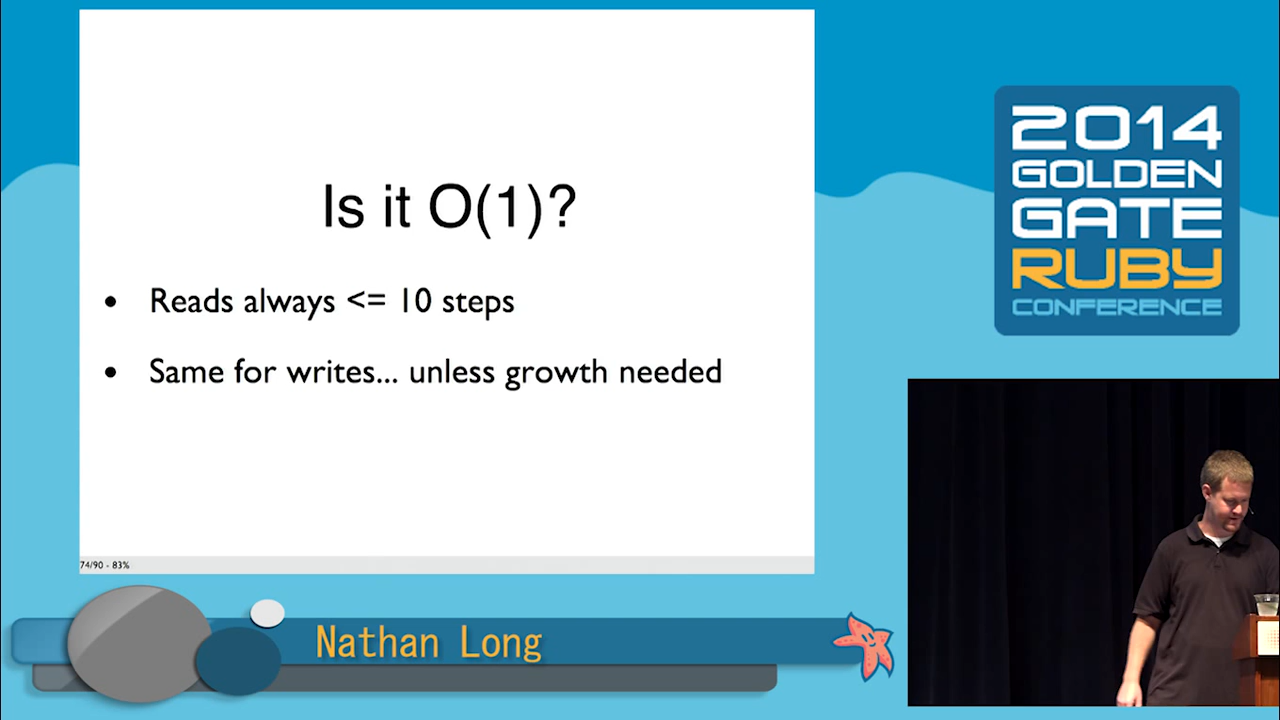 Is it O(1)?
• Reads always <= 10 steps
• Same for writes... unless growth needed
74/90 - 83%
2014
GOLDEN
GATE
RUBY
CONFERENCE
Nathan Long